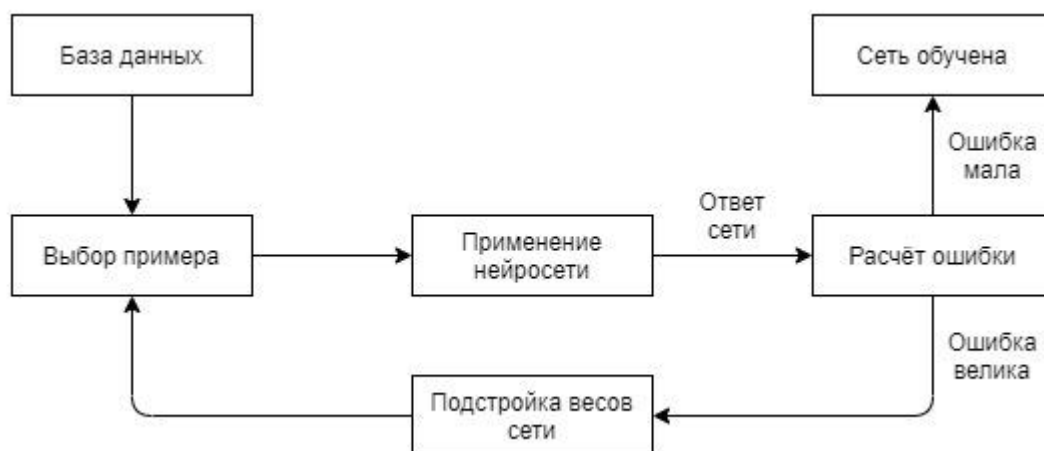 База данных
Сеть обучена
Ошибка
мала
Ответ
сети
Выбор примера
Применение
нейросети
Расчёт ошибки
Ошибка
велика
Подстройка весов
сети